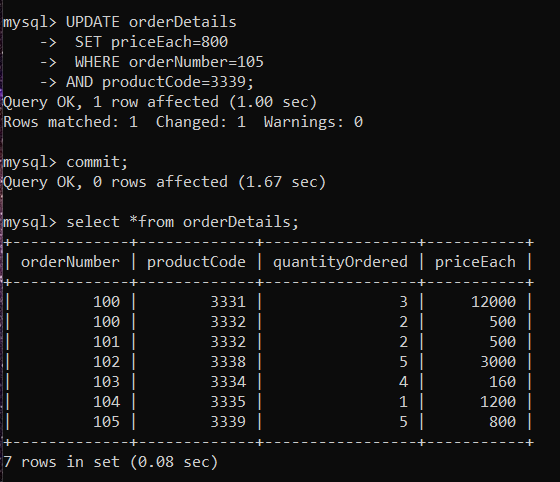 mysql> UPDATE orderDetails
    ->  SET priceEach=800
    ->  WHERE orderNumber=105
    -> AND productCode=3339;
Query OK, 1 row affected (1.00 sec)
Rows matched: 1  Changed: 1  Warnings: 0

mysql> commit;
Query OK, 0 rows affected (1.67 sec)

mysql> select *from orderDetails;
+-------------+-------------+-----------------+-----------+
| orderNumber | productCode | quantityOrdered | priceEach |
+-------------+-------------+-----------------+-----------+
|         100 |        3331 |               3 |     12000 |
|         100 |        3332 |               2 |       500 |
|         101 |        3332 |               2 |       500 |
|         102 |        3338 |               5 |      3000 |
|         103 |        3334 |               4 |       160 |
|         104 |        3335 |               1 |      1200 |
|         105 |        3339 |               5 |       800 |
+-------------+-------------+-----------------+-----------+
7 rows in set (0.08 sec)